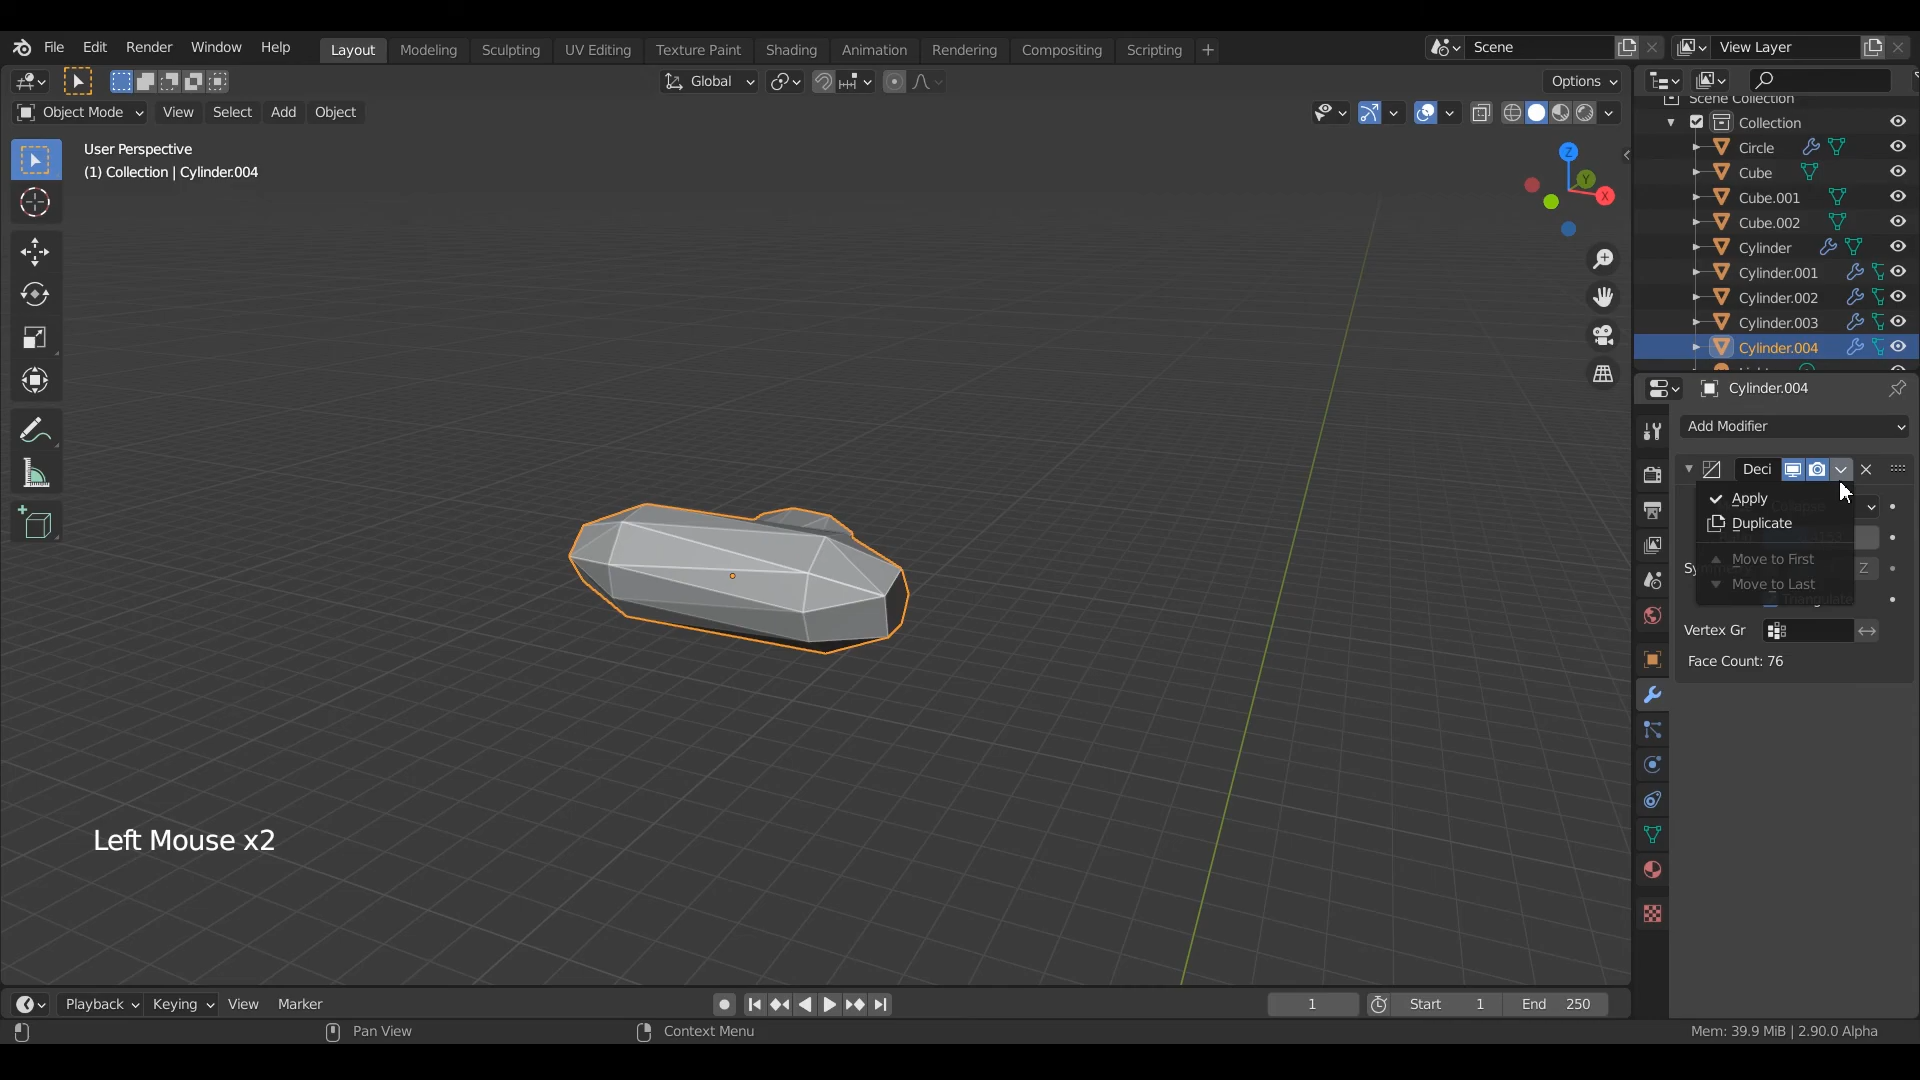 File Edit Render Window Help
Layout Modeling Sculpting UV Editing Texture Paint Shading Animation Rendering Compositing Scripting +
Scene
View Layer
Global
Options
Object Mode View Select Add Object
User Perspective
(1) Collection | Cylinder.004
Z
Y
X
Scene Collection
Collection
Circle
Cube
Cube.001
Cube.002
Cylinder
Cylinder.001
Cylinder.002
Cylinder.003
Cylinder.004
Cylinder.004
Add Modifier
Deci
Apply
Duplicate
Move to First
Sy Z
Move to Last
Triangulate
Vertex Gr
Face Count: 76
Left Mouse x2
Playback Keying View Marker
1 Start 1 End 250
Pan View Context Menu
Mem: 39.9 MiB | 2.90.0 Alpha